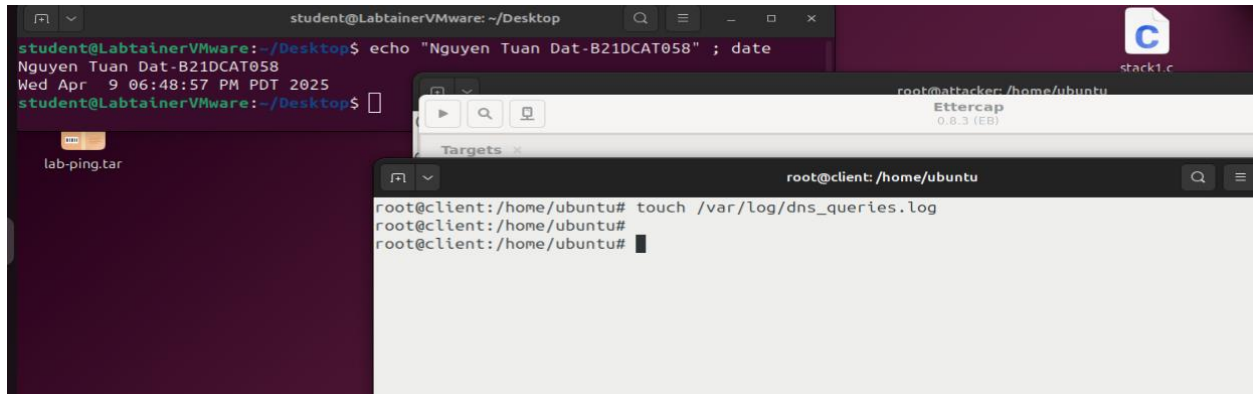 student@LabtainerVMware: ~/Desktop
student@LabtainerVMware:~/Desktop$ echo "Nguyen Tuan Dat-B21DCAT058" ; date
Nguyen Tuan Dat-B21DCAT058
Wed Apr  9 06:48:57 PM PDT 2025
student@LabtainerVMware:~/Desktop$
C
stack1.c
root@attacker: /home/ubuntu
Ettercap
0.8.3 (EB)
Targets
lab-ping.tar
root@client: /home/ubuntu
root@client:/home/ubuntu# touch /var/log/dns_queries.log
root@client:/home/ubuntu#
root@client:/home/ubuntu#